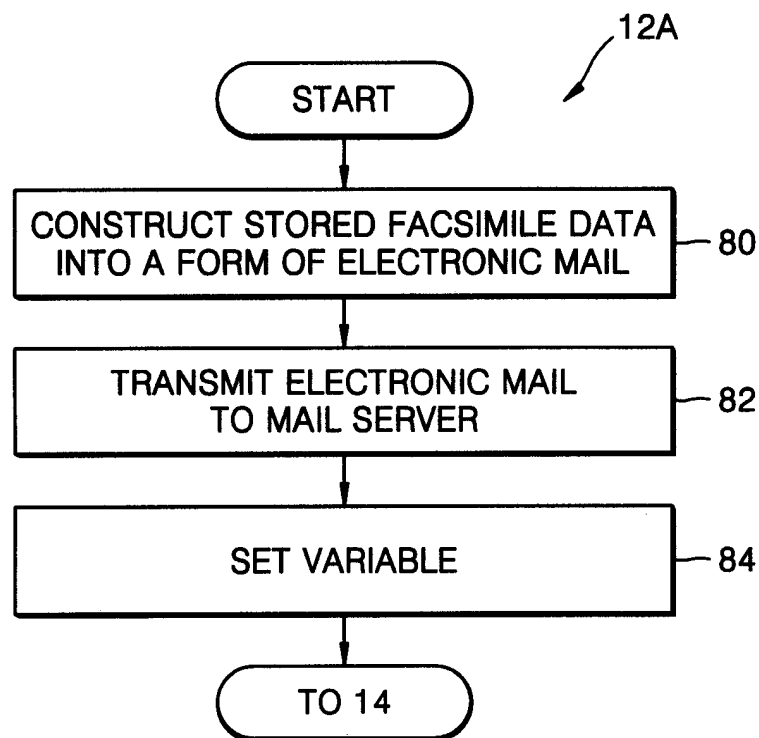 12A
START
CONSTRUCT STORED FACSIMILE DATA
INTO A FORM OF ELECTRONIC MAIL
80
TRANSMIT ELECTRONIC MAIL
TO MAIL SERVER
82
SET VARIABLE
84
TO 14